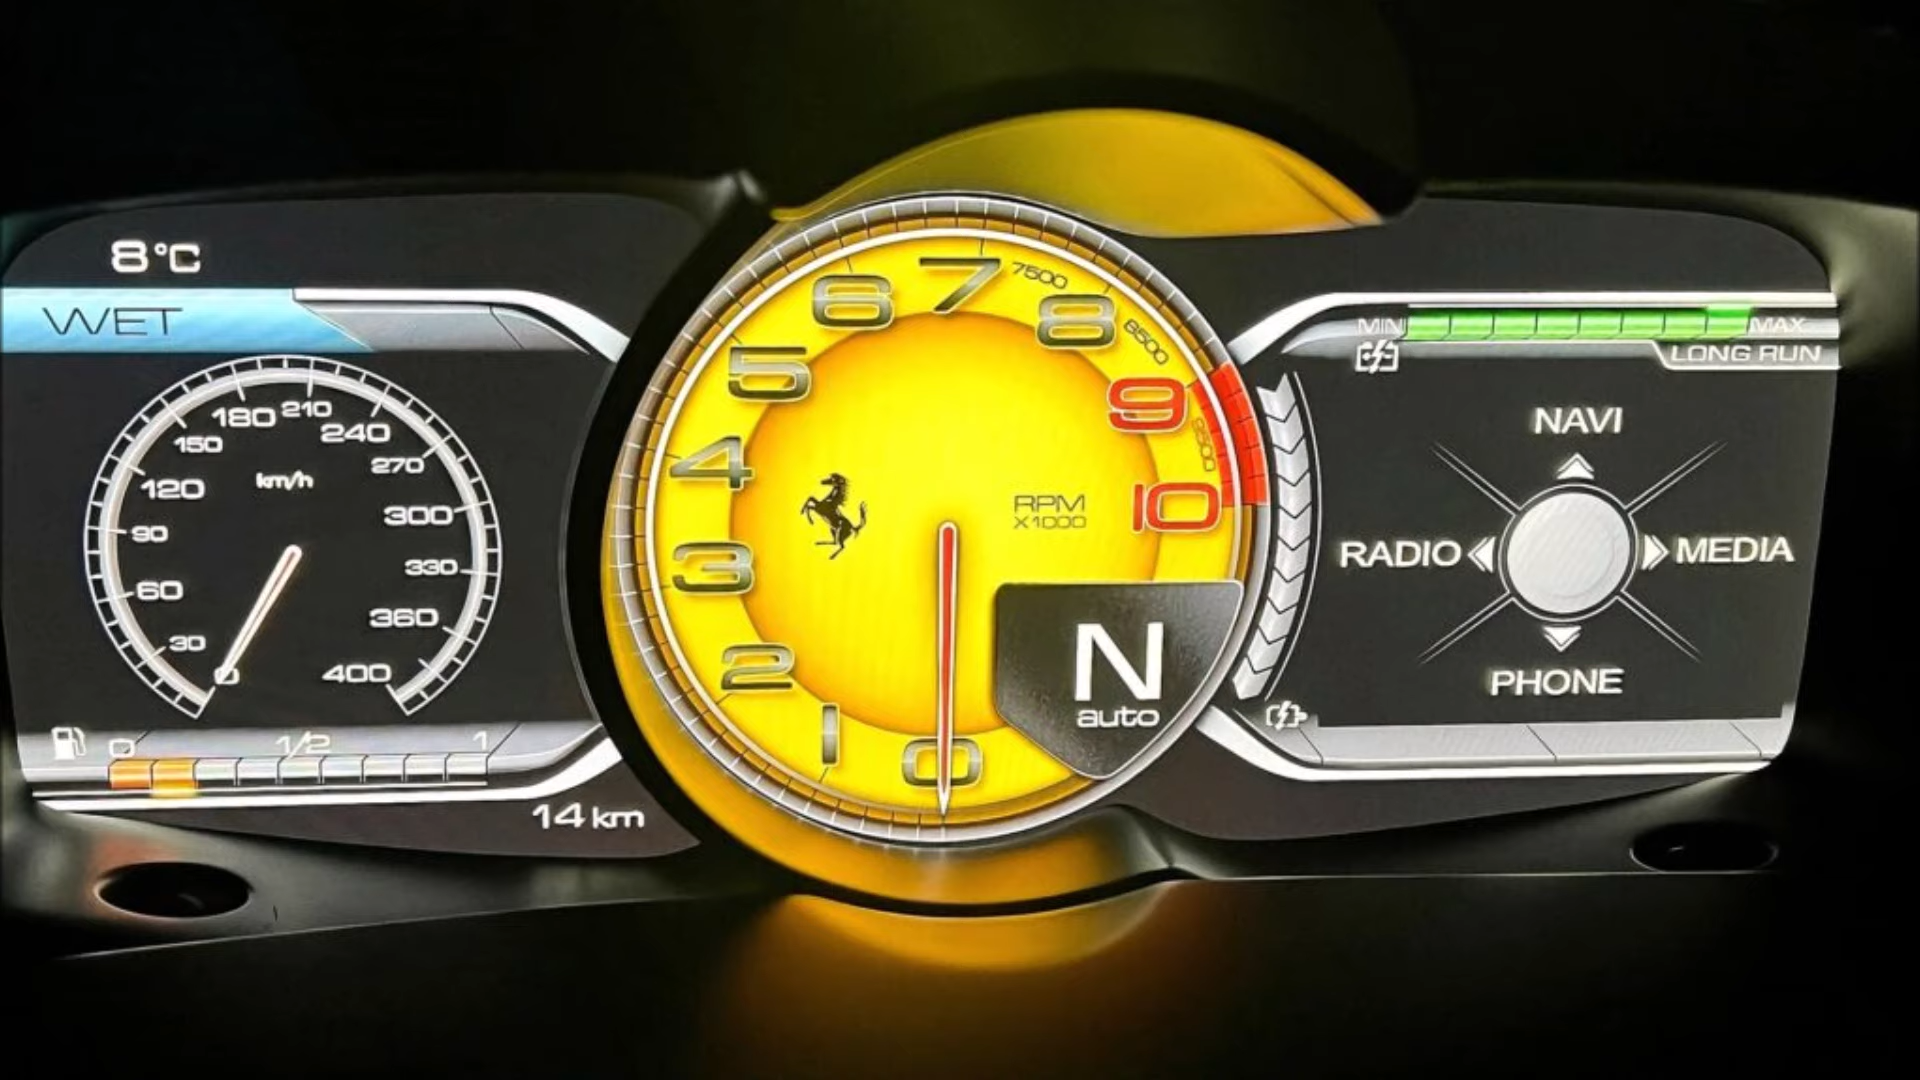 8°C
WET
km/h
0
30
60
90
120
150
180
210
240
270
300
330
360
400
0 1/2 1
14 km
0
1
2
3
4
5
6
7
7500
8
8500
9
9500
10
RPM
X1000
N
auto
MIN MAX
LONG RUN
NAVI
RADIO MEDIA
PHONE